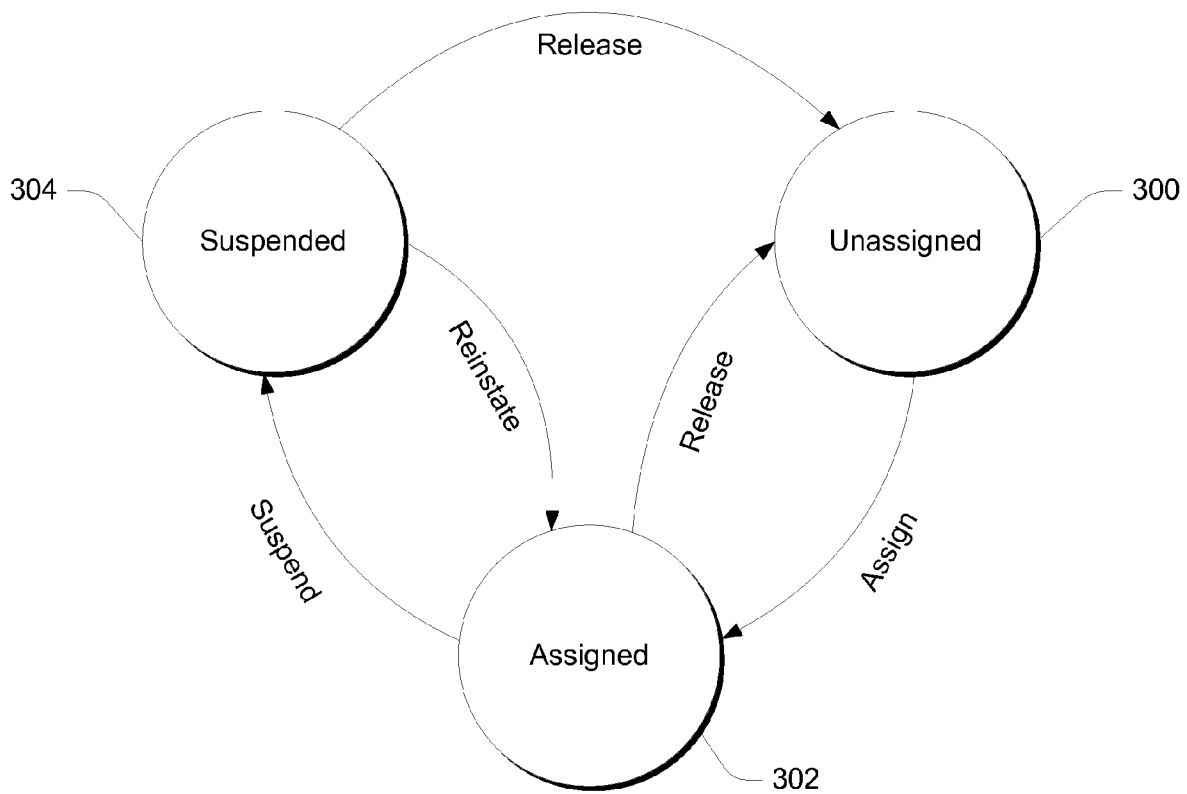 Release
304
300
Suspended
Unassigned
Reinstate
Release
Suspend
Assign
Assigned
302